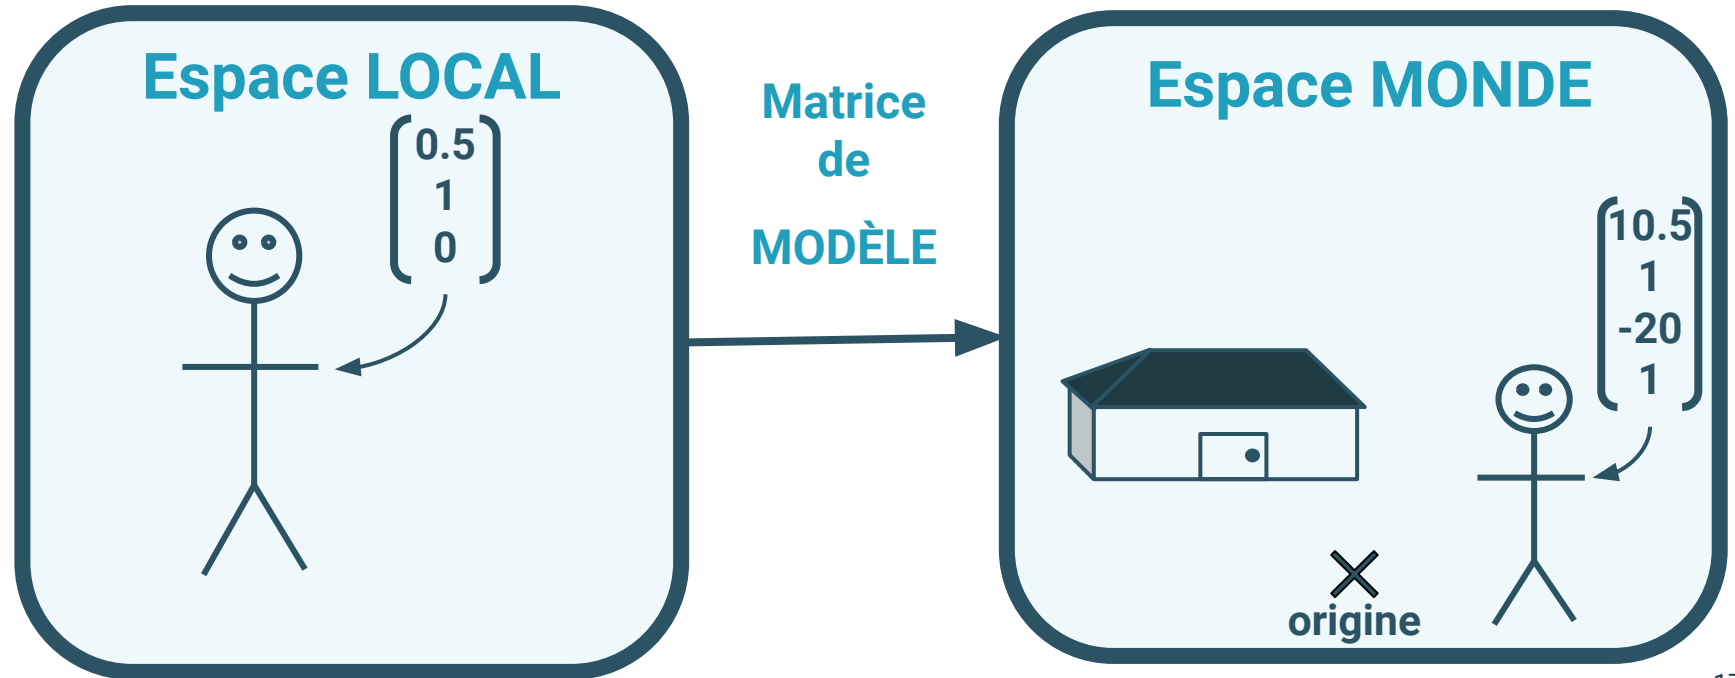 Espace LOCAL
0.5
1
0
Matrice
de
MODÈLE
Espace MONDE
10.5
1
-20
1
origine